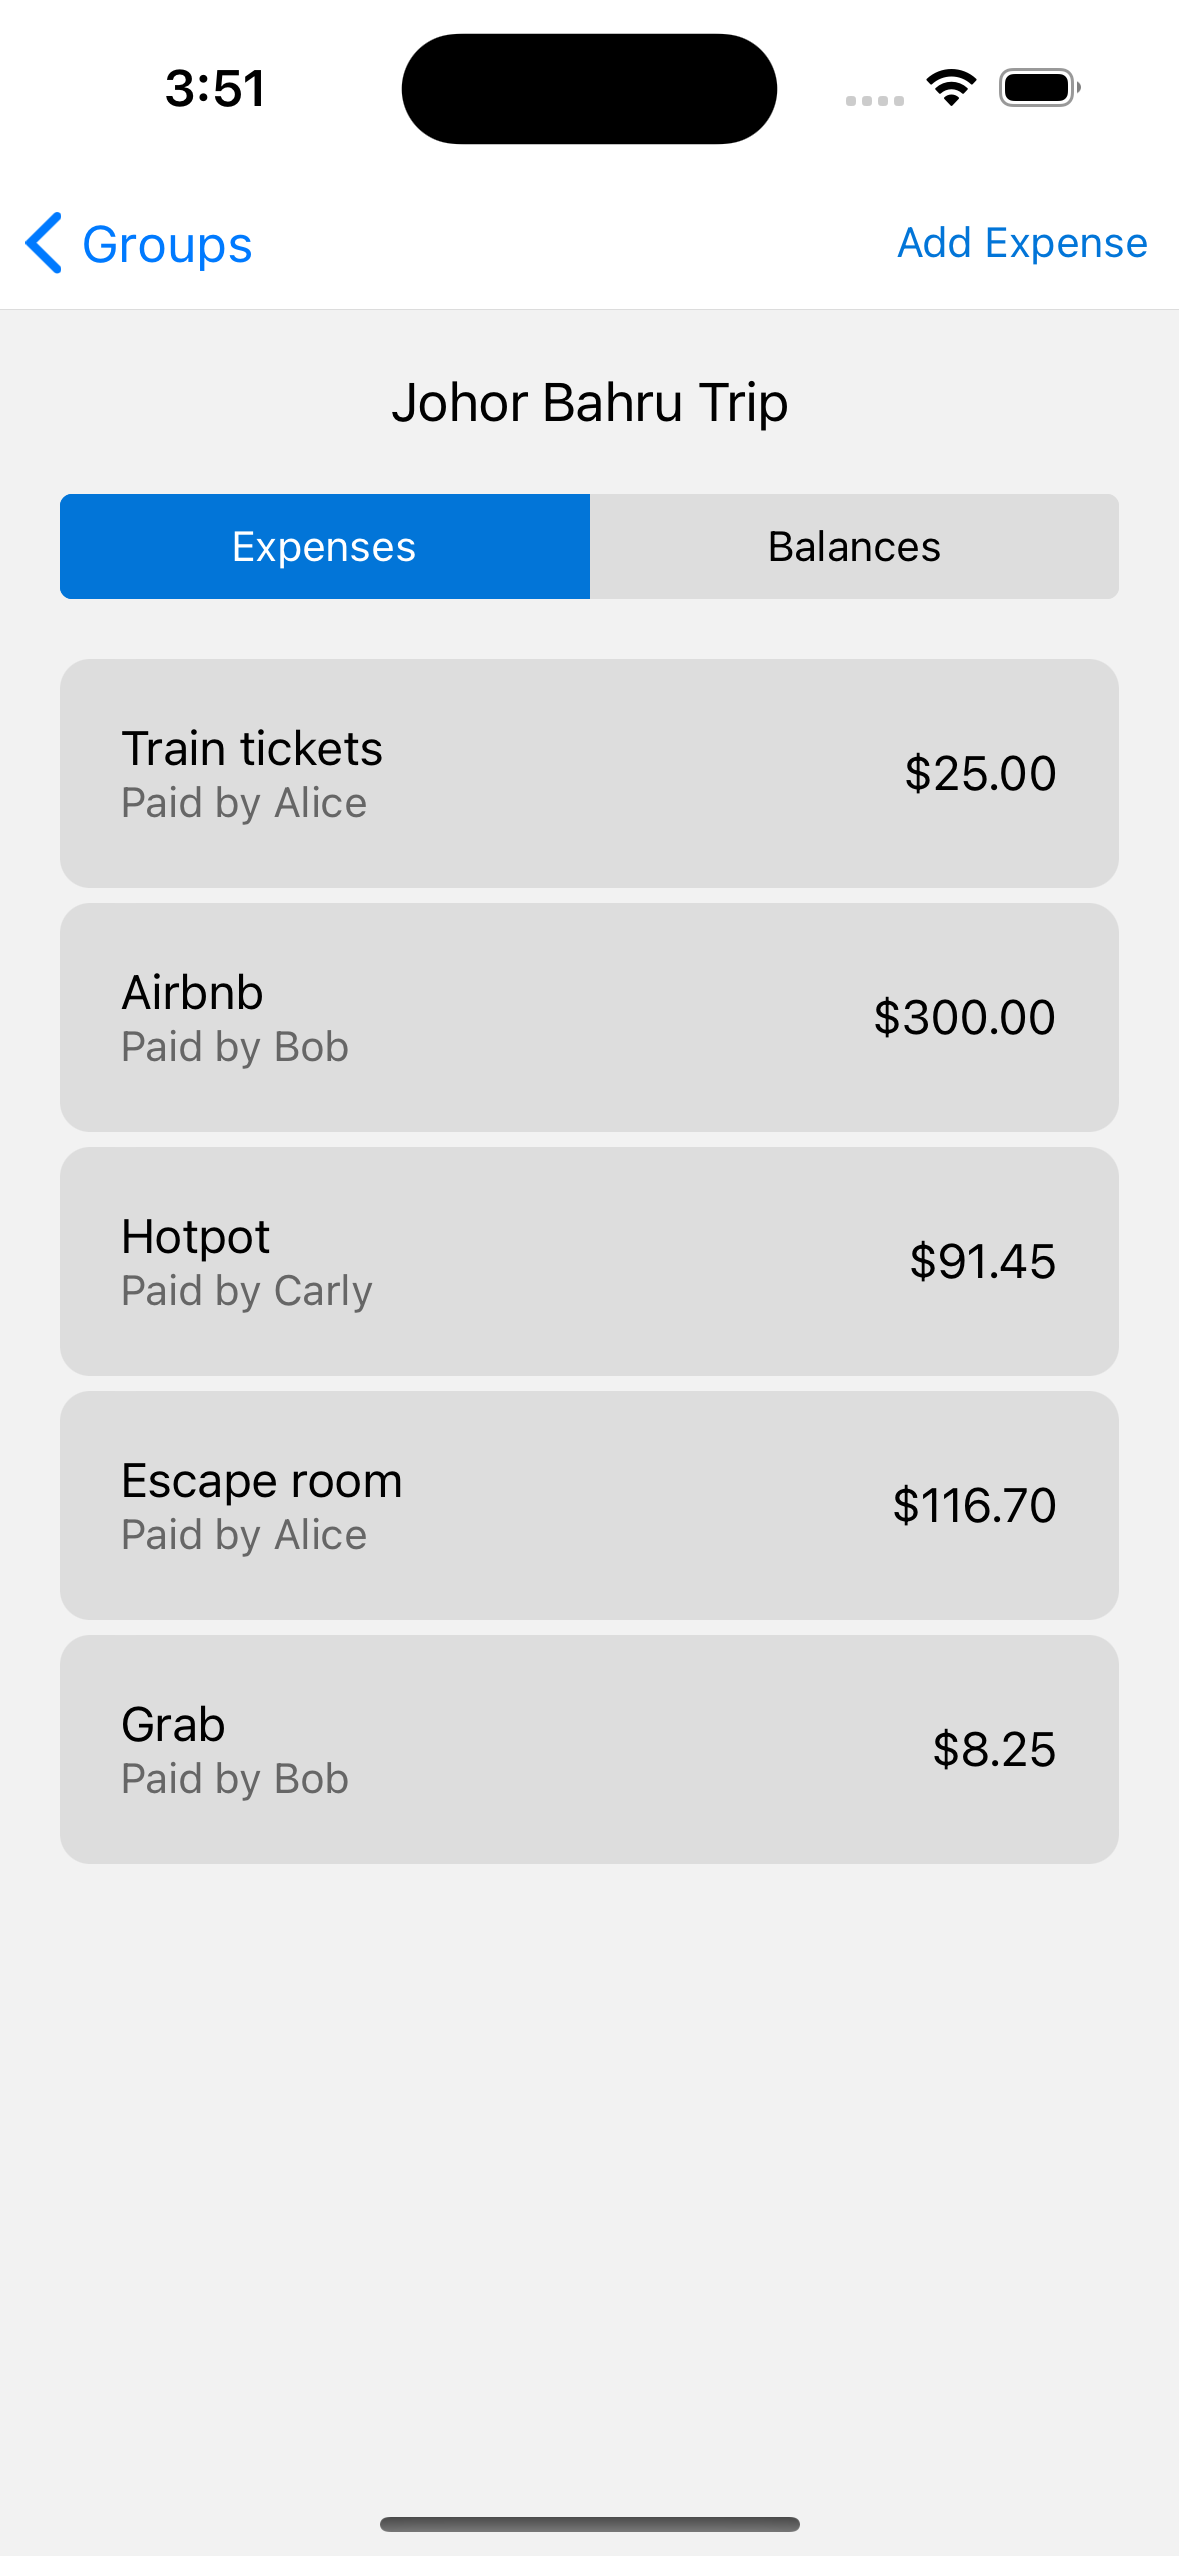 3:51
Groups
Add Expense
Johor Bahru Trip
Expenses
Balances
Train tickets
Paid by Alice
$25.00
Airbnb
Paid by Bob
$300.00
Hotpot
Paid by Carly
$91.45
Escape room
Paid by Alice
$116.70
Grab
Paid by Bob
$8.25